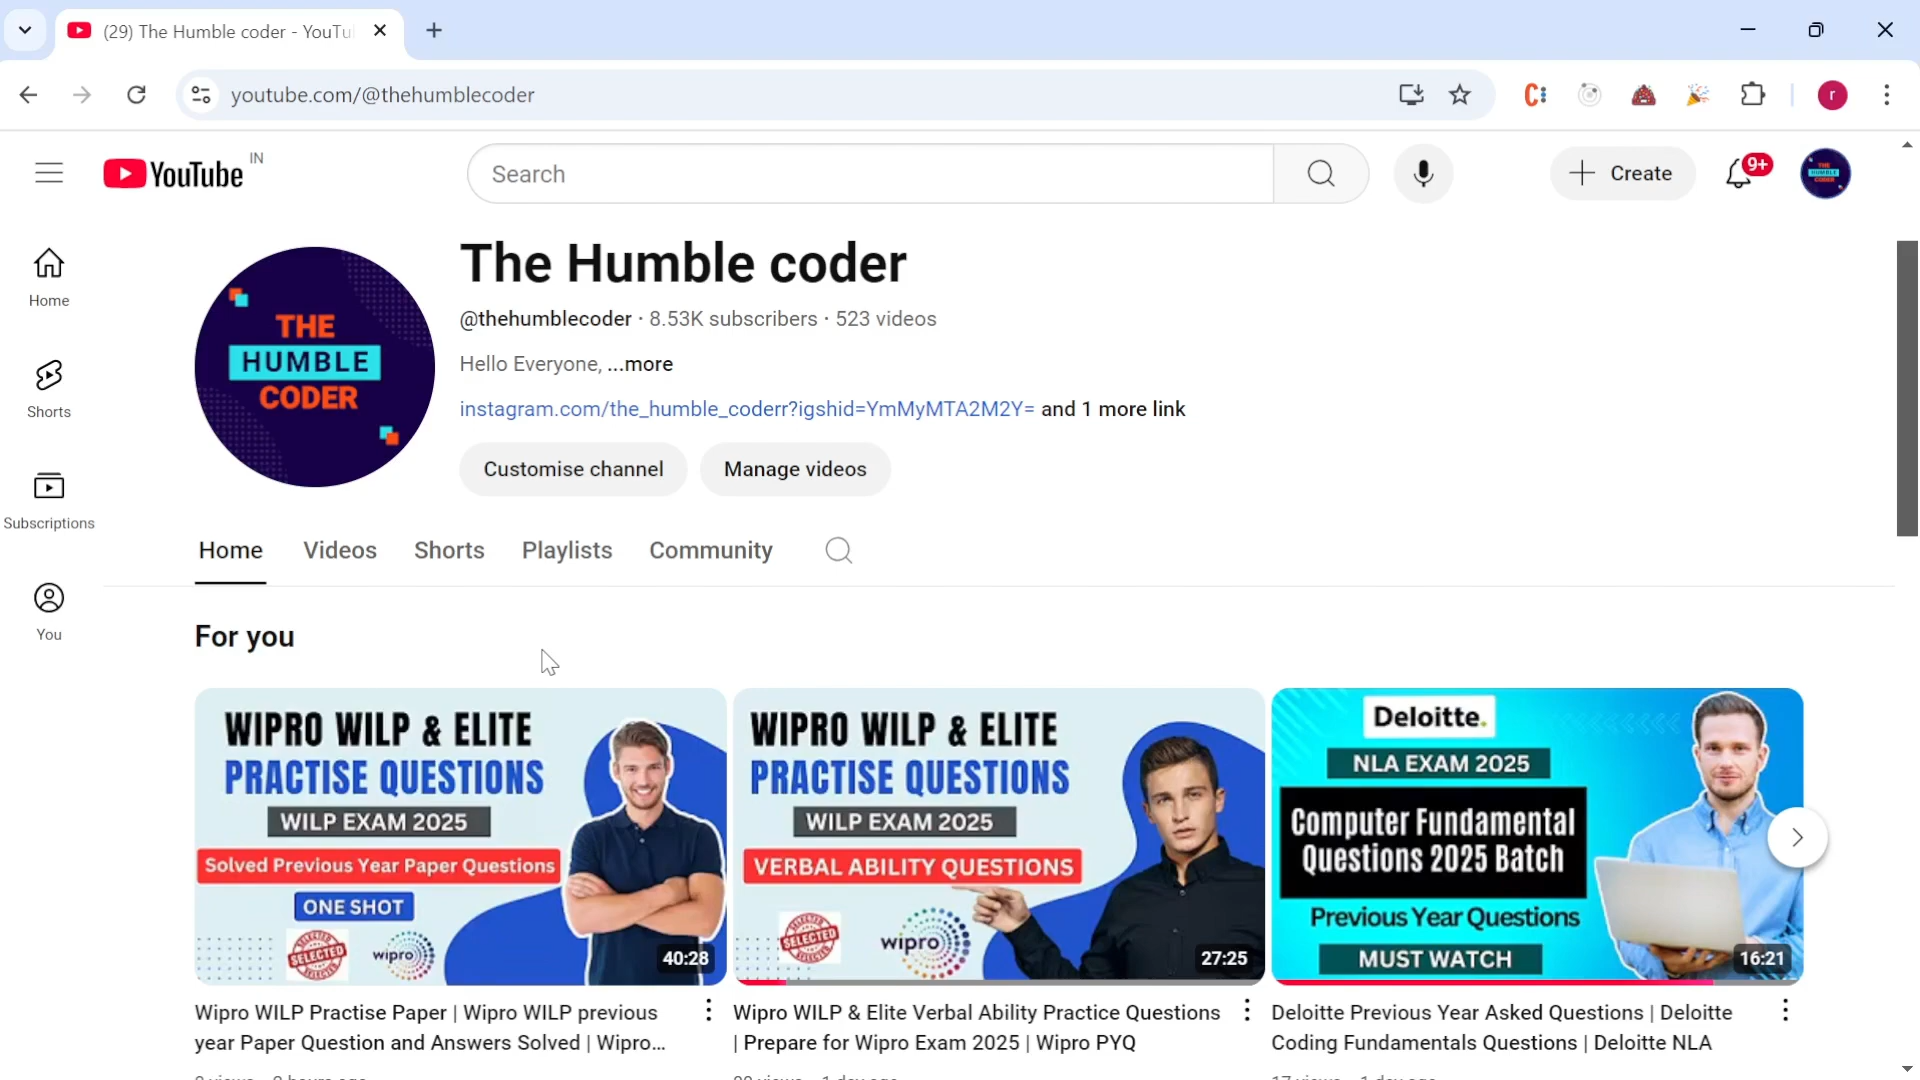 (29) The Humble coder - YouTu
youtube.com/@thehumblecoder
r
YouTube IN
Search
Create
9+
Home
Shorts
Subscriptions
You
THE
HUMBLE
CODER
The Humble coder
@thehumblecoder · 8.53K subscribers · 523 videos
Hello Everyone, ...more
instagram.com/the_humble_coderr?igshid=YmMyMTA2M2Y= and 1 more link
Customise channel
Manage videos
Home Videos Shorts Playlists Community
For you
WIPRO WILP & ELITE
PRACTISE QUESTIONS
WILP EXAM 2025
Solved Previous Year Paper Questions
ONE SHOT
SELECTED
wipro
40:28
Wipro WILP Practise Paper | Wipro WILP previous
year Paper Question and Answers Solved | Wipro...
WIPRO WILP & ELITE
PRACTISE QUESTIONS
WILP EXAM 2025
VERBAL ABILITY QUESTIONS
SELECTED
wipro
27:25
Wipro WILP & Elite Verbal Ability Practice Questions
| Prepare for Wipro Exam 2025 | Wipro PYQ
Deloitte.
NLA EXAM 2025
Computer Fundamental
Questions 2025 Batch
Previous Year Questions
MUST WATCH
16:21
Deloitte Previous Year Asked Questions | Deloitte
Coding Fundamentals Questions | Deloitte NLA